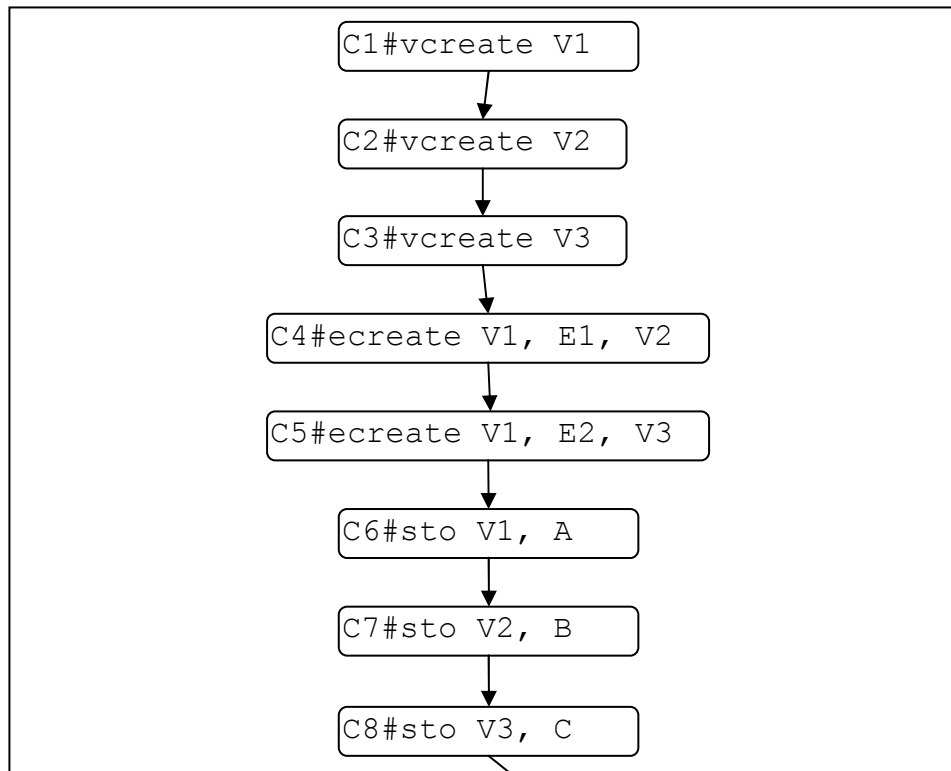 C1#vcreate V1
C2#vcreate V2
C3#vcreate V3
C4#ecreate V1, E1, V2
C5#ecreate V1, E2, V3
C6#sto V1, A
C7#sto V2, B
C8#sto V3, C